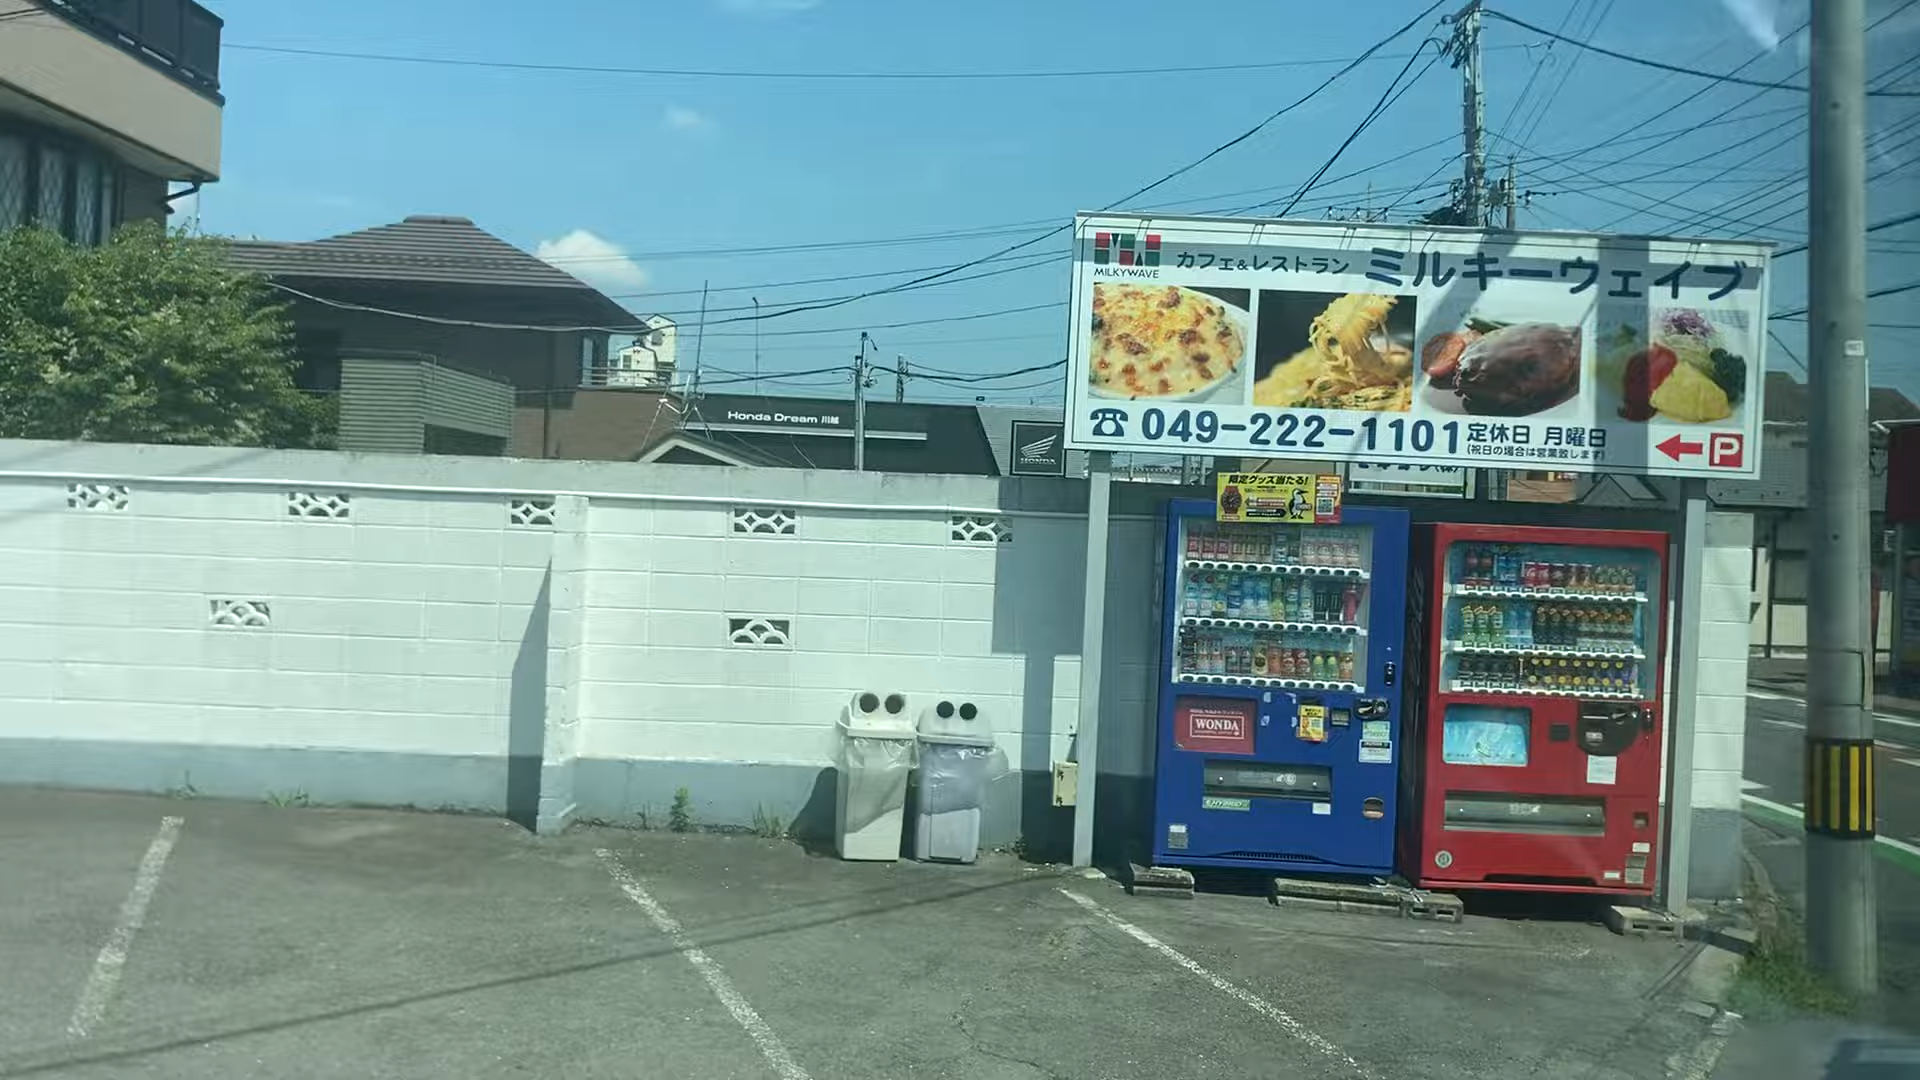 MILKYWAVE
カフェ&レストラン ミルキーウェイブ
☎ 049-222-1101
定休日 月曜日
(祝日の場合は営業致します)
P
Honda Dream 川越
HONDA
限定グッズ当たる!
WONDA